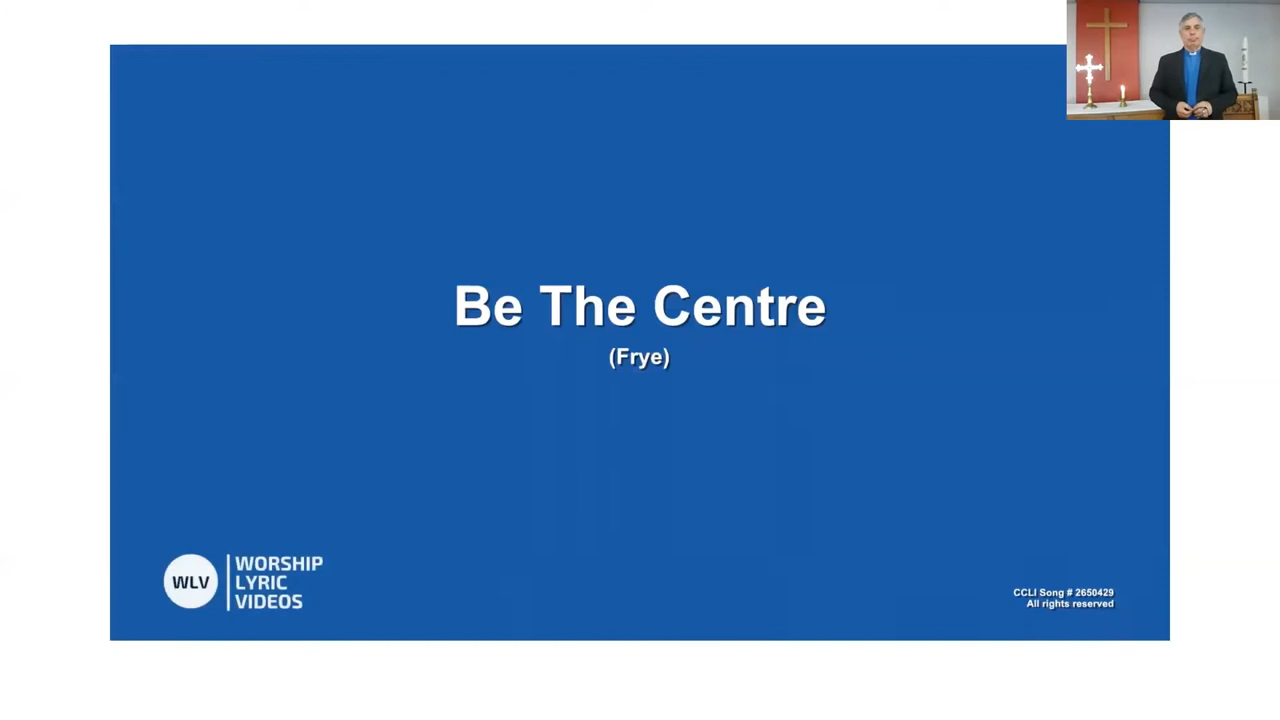 Be The Centre
(Frye)
WLV
WORSHIP
LYRIC
VIDEOS
CCLI Song # 2650429
All rights reserved